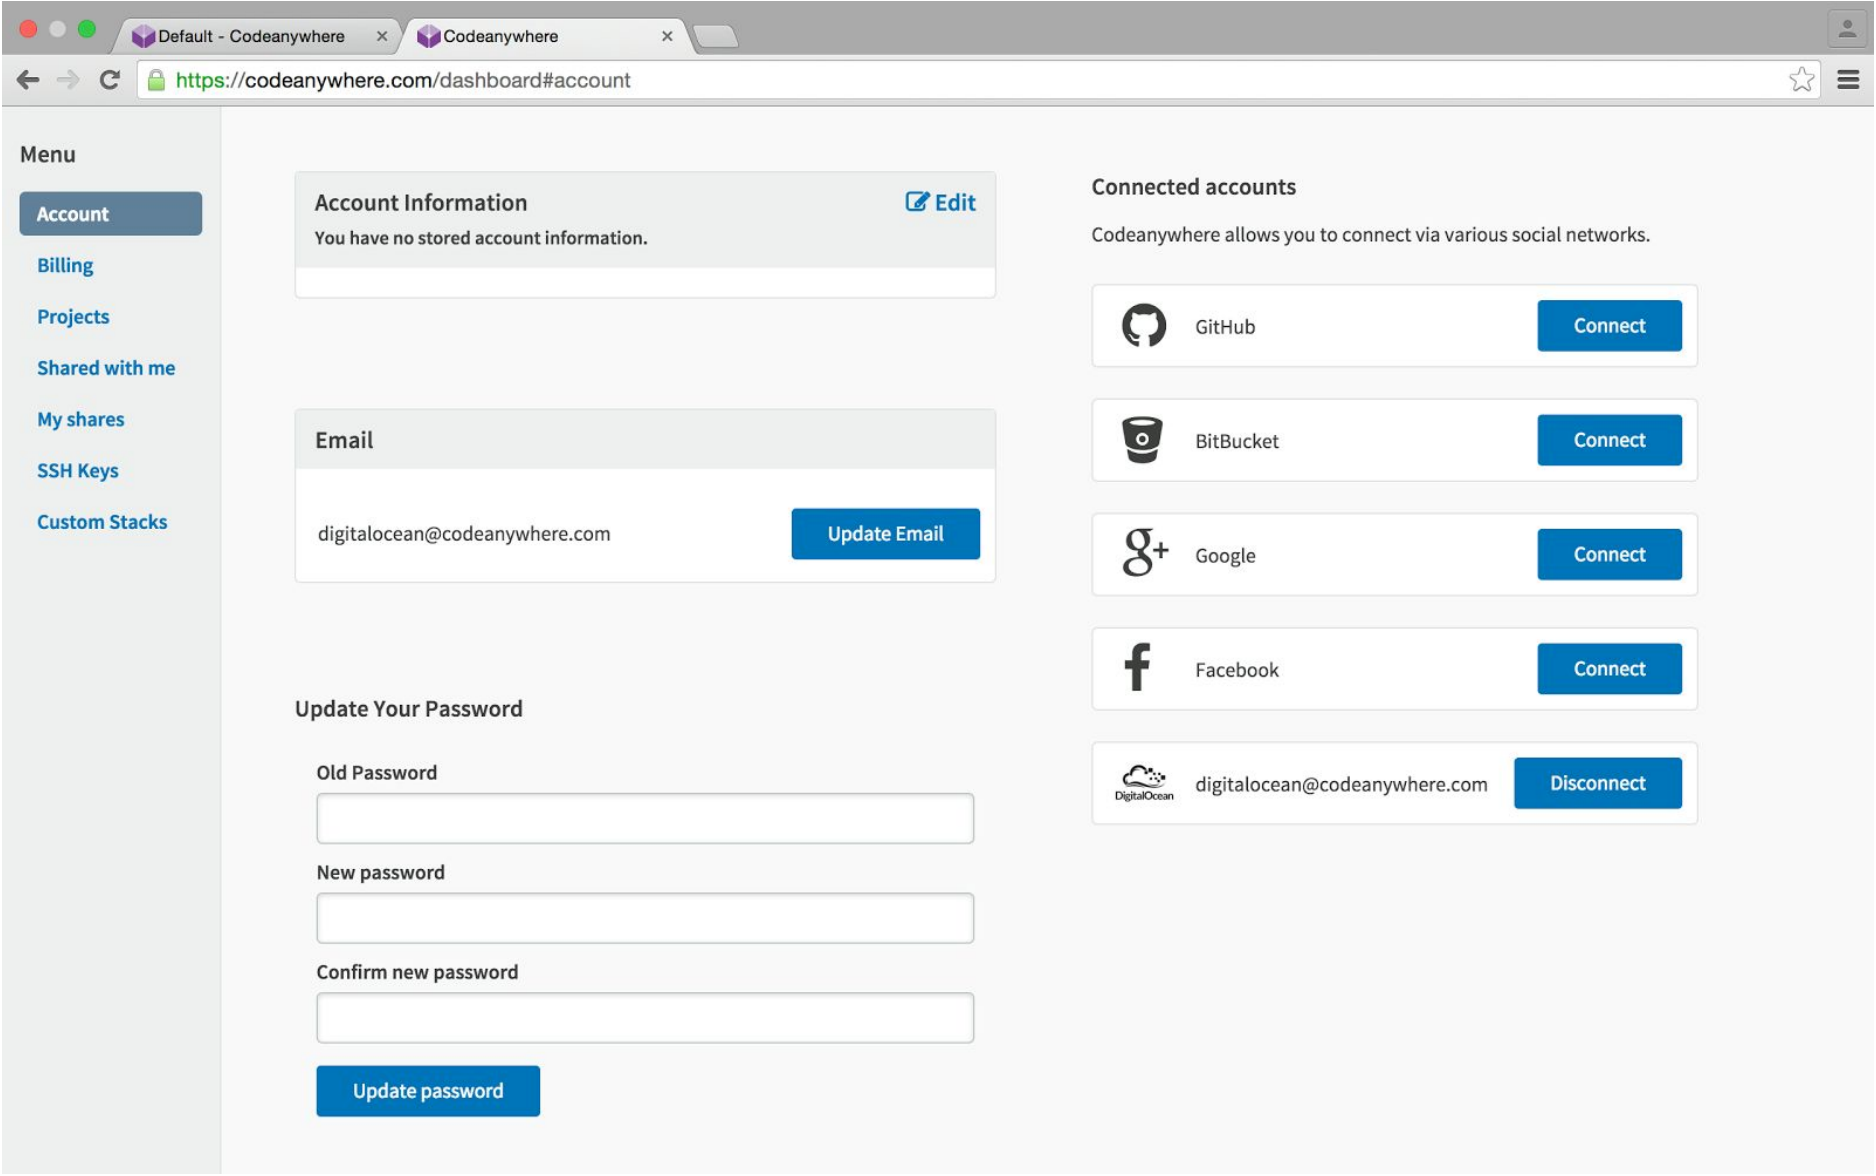 Default - Codeanywhere
Codeanywhere
https://codeanywhere.com/dashboard#account
Menu
Account
Billing
Projects
Shared with me
My shares
SSH Keys
Custom Stacks
Account Information
Edit
You have no stored account information.
Email
digitalocean@codeanywhere.com
Update Email
Update Your Password
Old Password
New password
Confirm new password
Update password
Connected accounts
Codeanywhere allows you to connect via various social networks.
GitHub
Connect
BitBucket
Connect
g+
Google
Connect
Facebook
Connect
DigitalOcean
digitalocean@codeanywhere.com
Disconnect